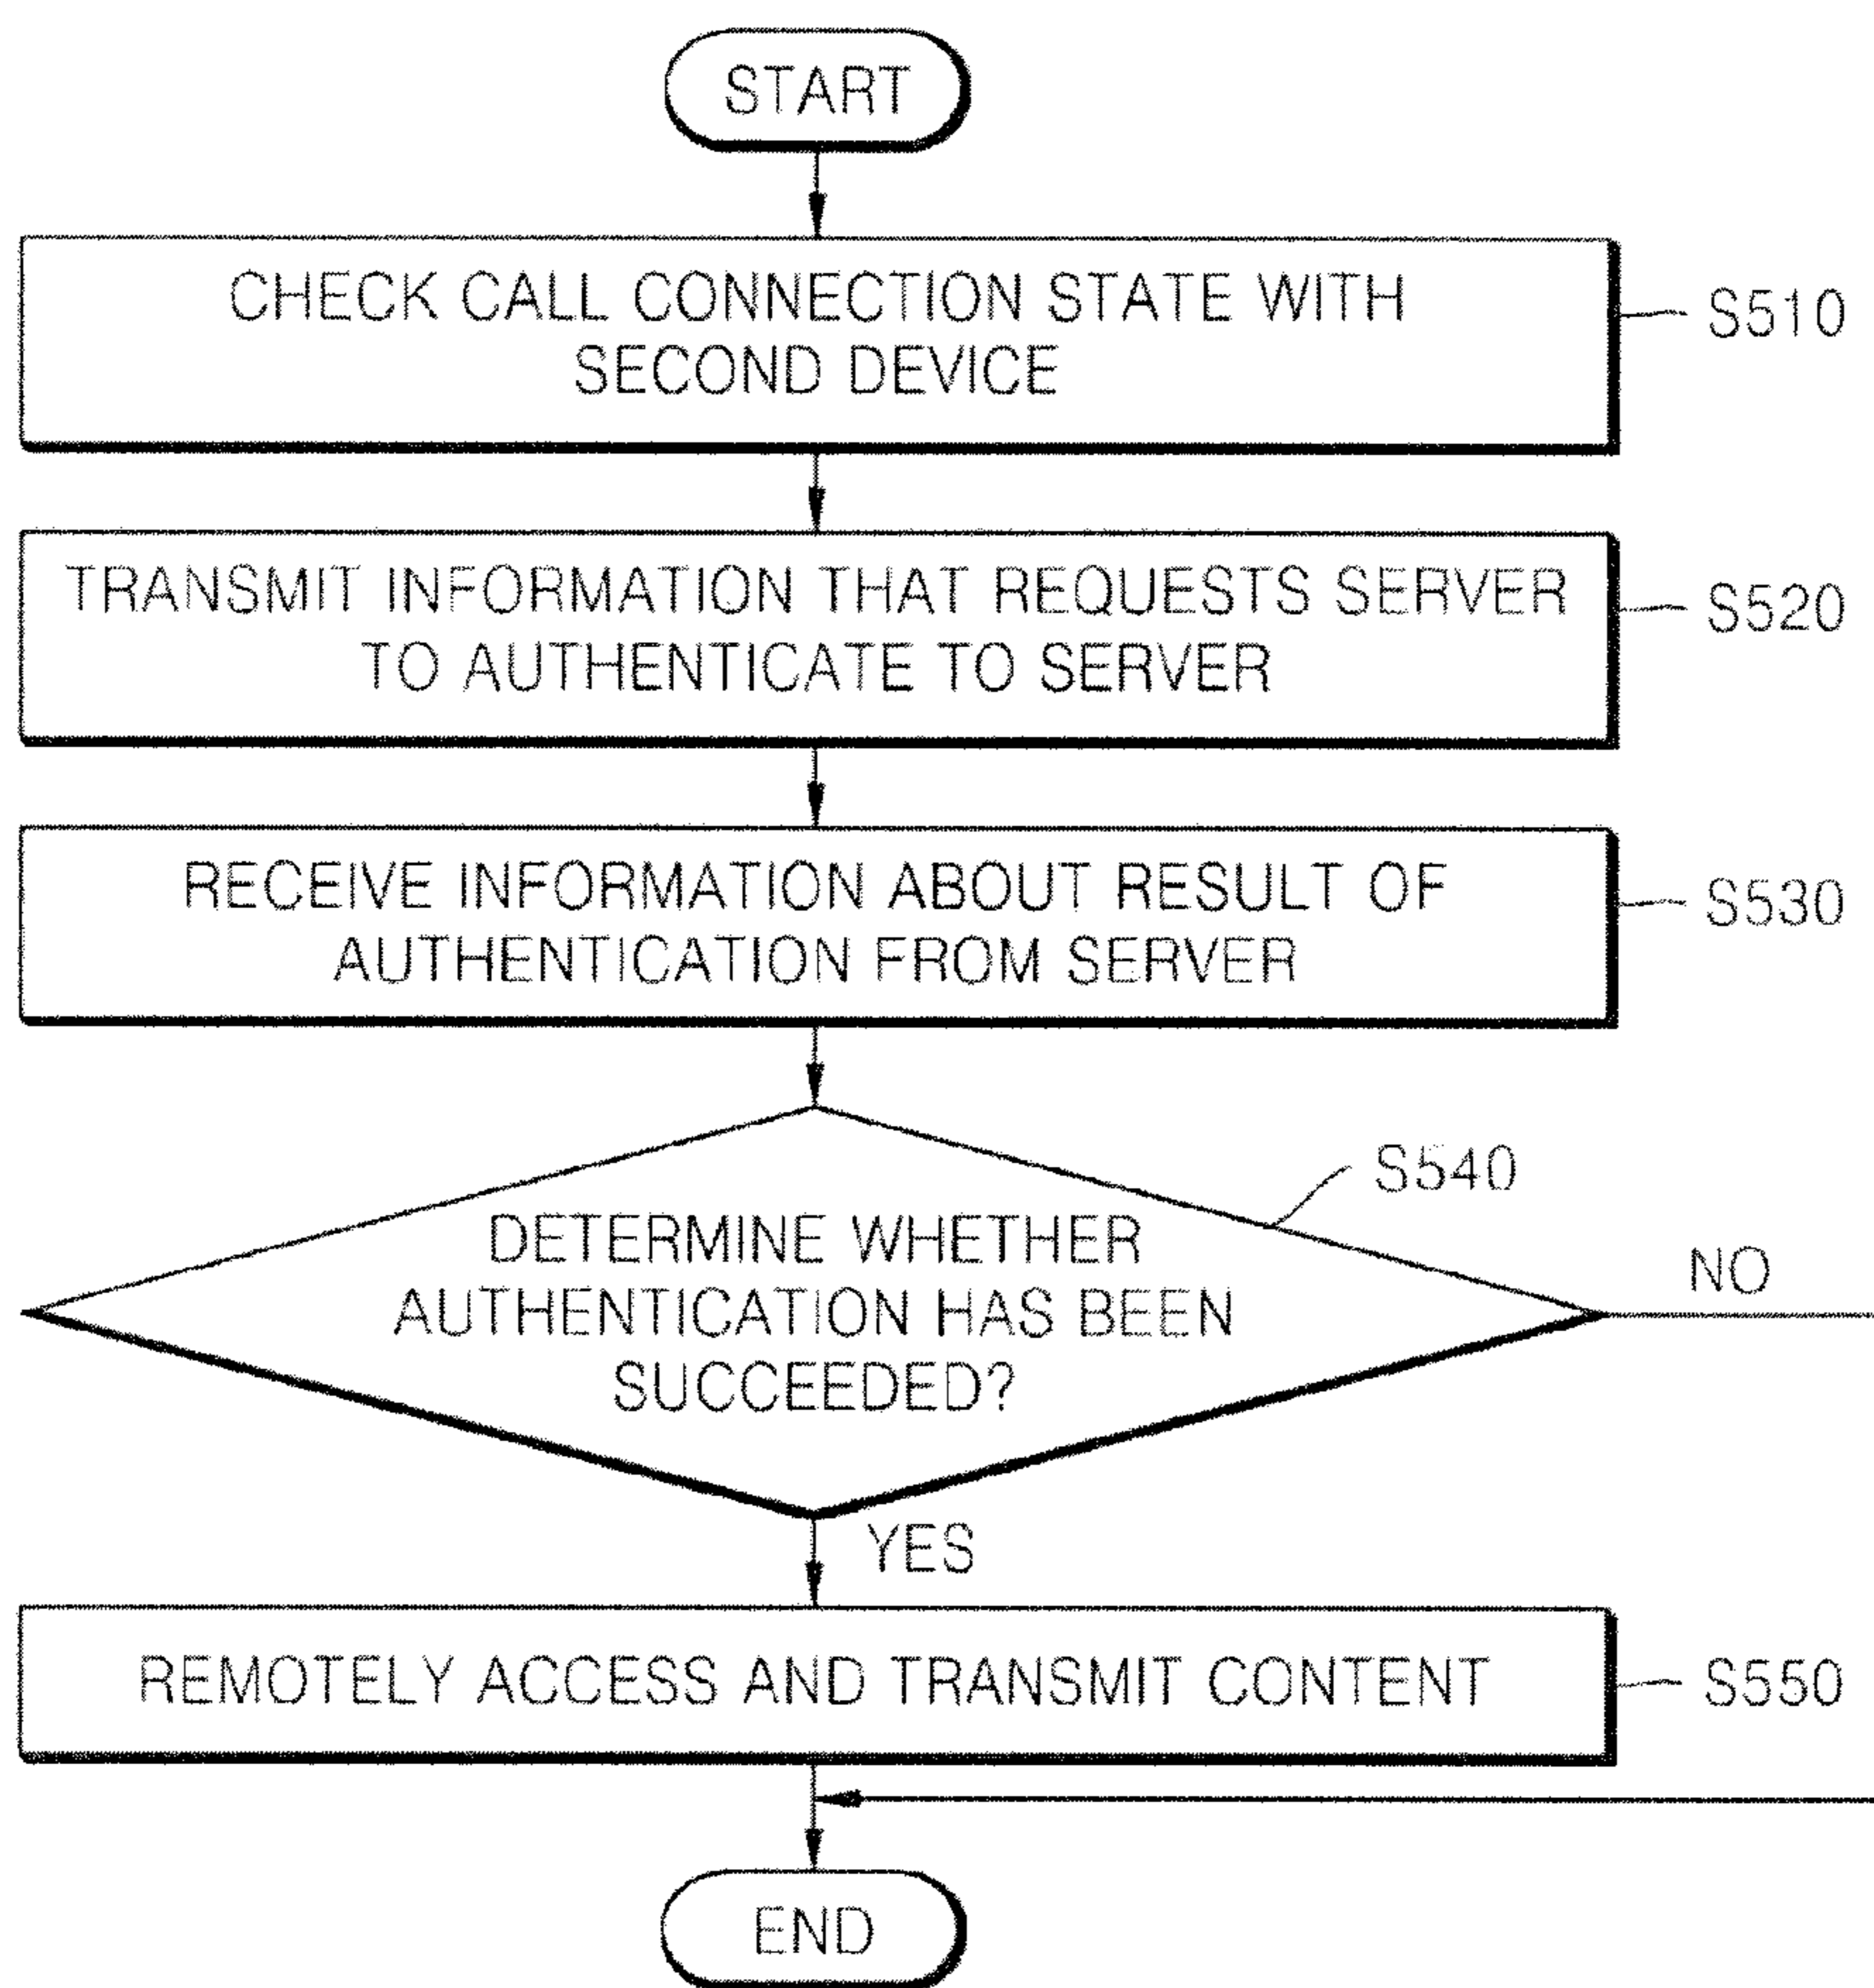 START
CHECK CALL CONNECTION STATE WITH
SECOND DEVICE
S510
TRANSMIT INFORMATION THAT REQUESTS SERVER
TO AUTHENTICATE TO SERVER
S520
RECEIVE INFORMATION ABOUT RESULT OF
AUTHENTICATION FROM SERVER
S530
S540
DETERMINE WHETHER
AUTHENTICATION HAS BEEN
SUCCEEDED?
NO
YES
REMOTELY ACCESS AND TRANSMIT CONTENT
S550
END